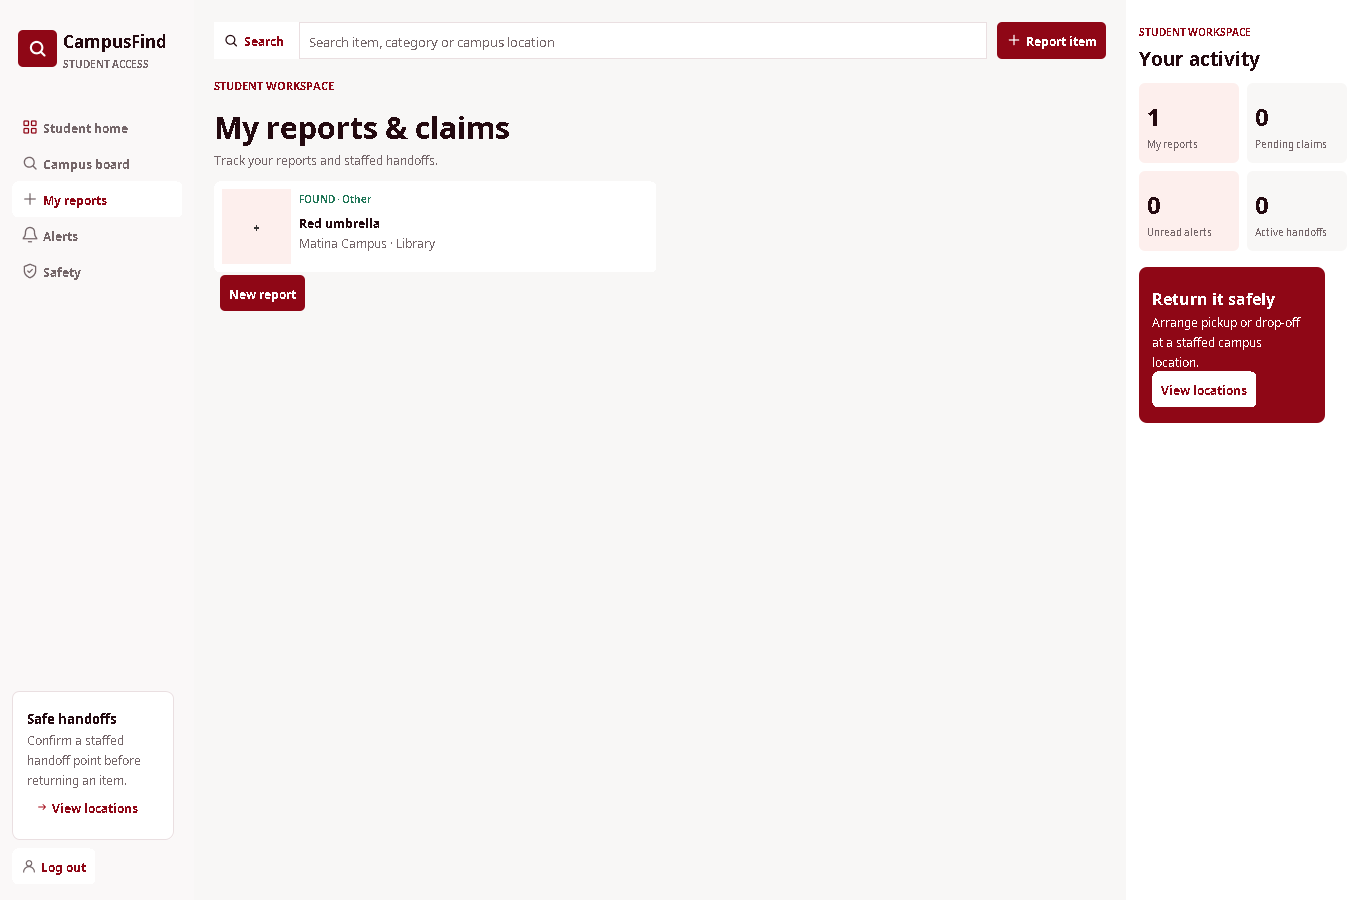 CampusFind
STUDENT ACCESS
Student home
Campus board
My reports
Alerts
Safety
Safe handoffs
Confirm a staffed
handoff point before
returning an item.
→ View locations
Log out
Search
Search item, category or campus location
+ Report item
STUDENT WORKSPACE
My reports & claims
Track your reports and staffed handoffs.
+
FOUND · Other
Red umbrella
Matina Campus · Library
New report
STUDENT WORKSPACE
Your activity
1
My reports
0
Pending claims
0
Unread alerts
0
Active handoffs
Return it safely
Arrange pickup or drop-off
at a staffed campus
location.
View locations